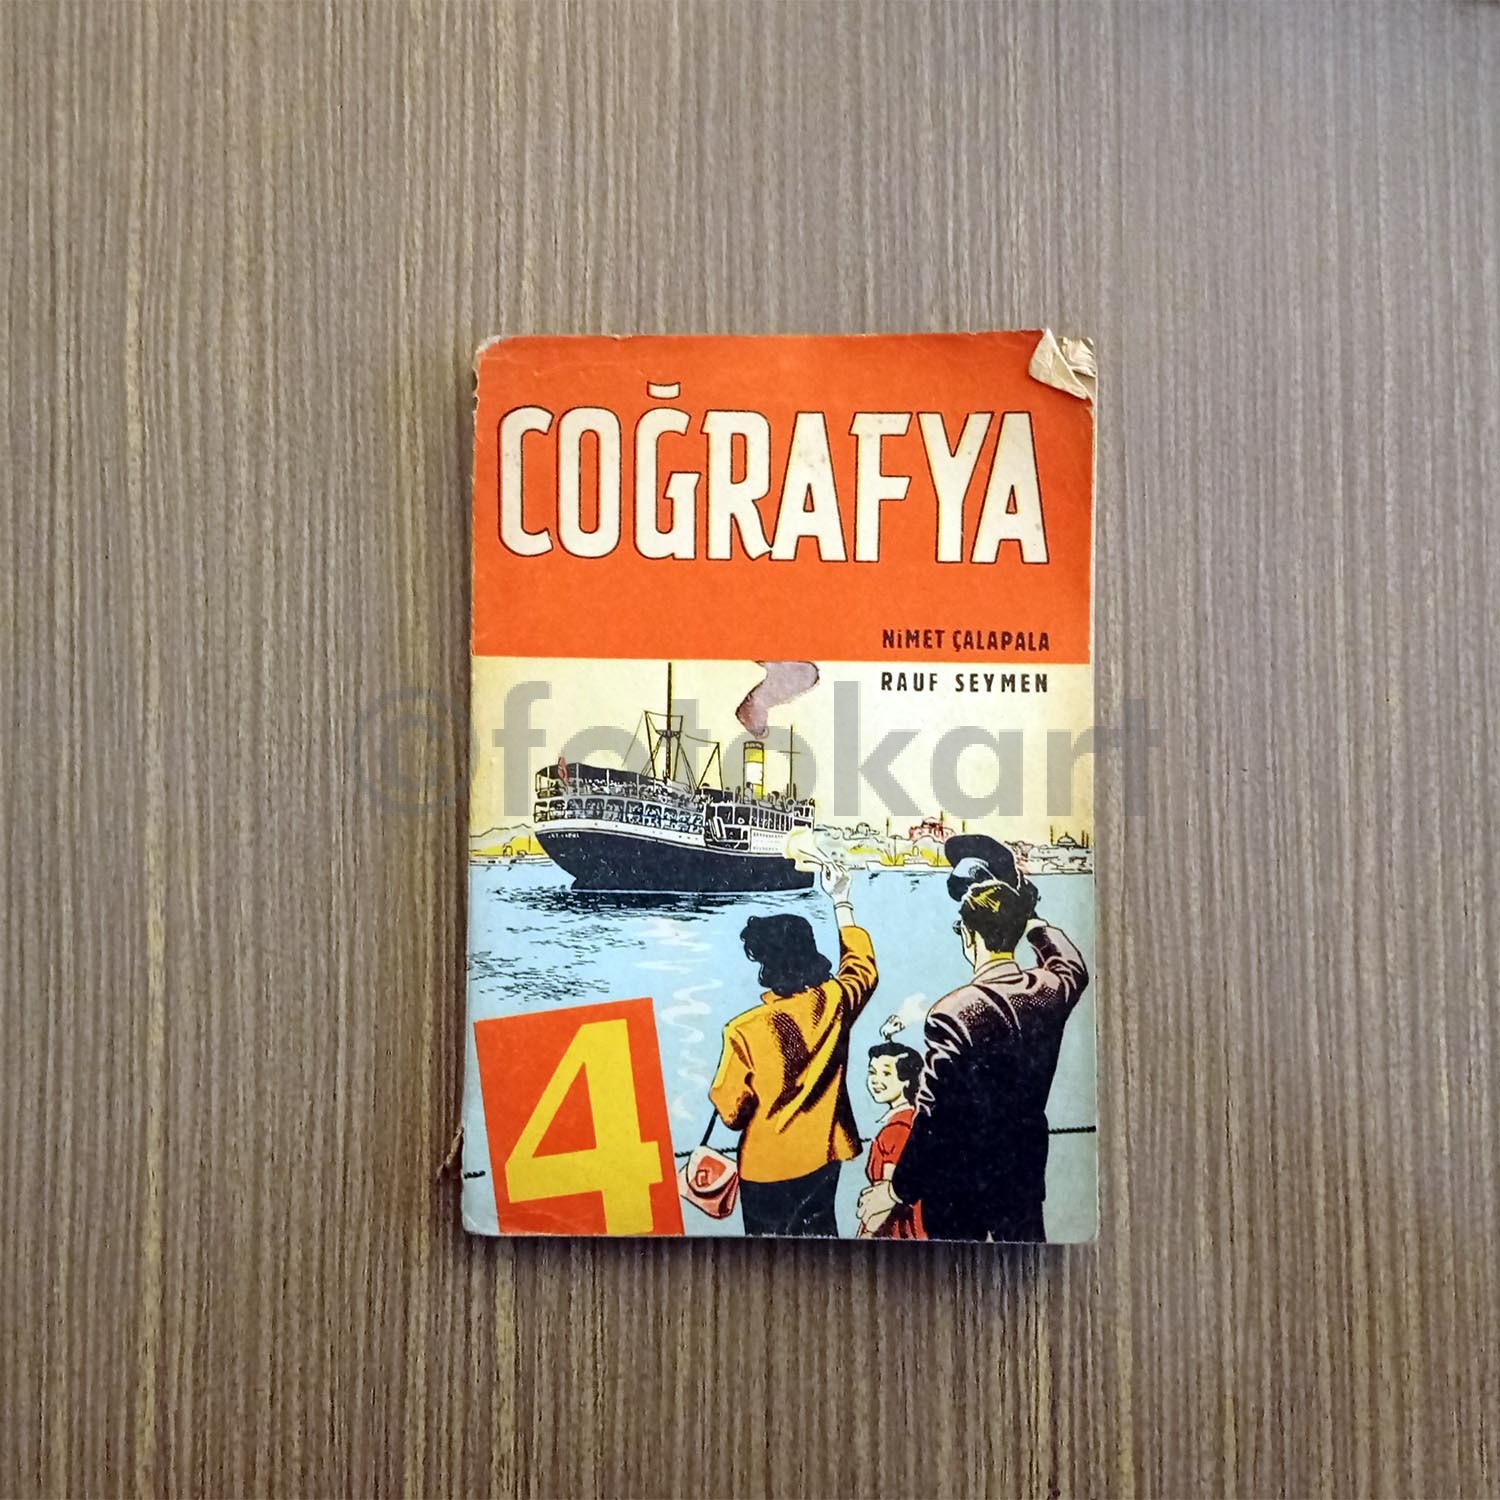 COĞRAFYA
NİMET ÇALAPALA
RAUF SEYMEN
©fotokart
4